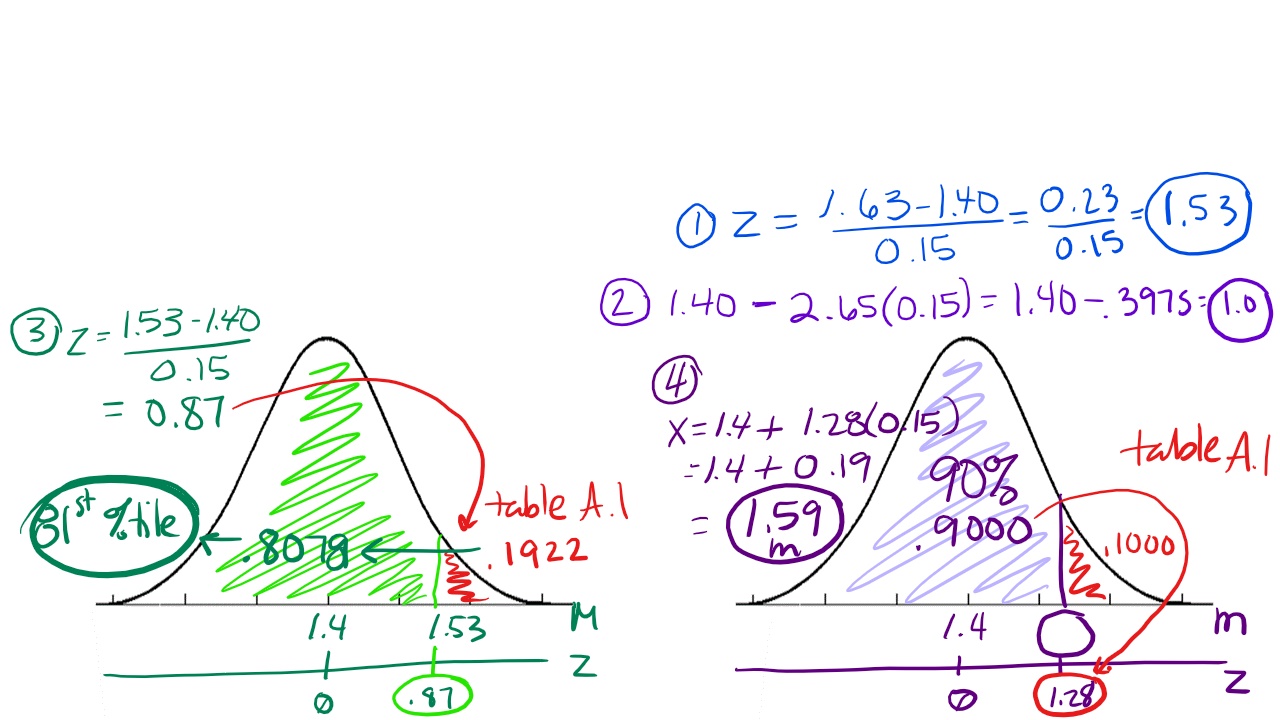 ① Z = 1.63-1.40 / 0.15 = 0.23 / 0.15 = 1.53
② 1.40 - 2.65(0.15) = 1.40 - .3975 = 1.0
③ Z = 1.53-1.40 / 0.15
= 0.87
81st %tile
.8078
table A.1
.1922
1.4 1.53 M
Z
0 .87
④
X = 1.4 + 1.28(0.15)
= 1.4 + 0.19
= 1.59 m
90%
.9000
table A.1
.1000
1.4 m
Z
0 1.28